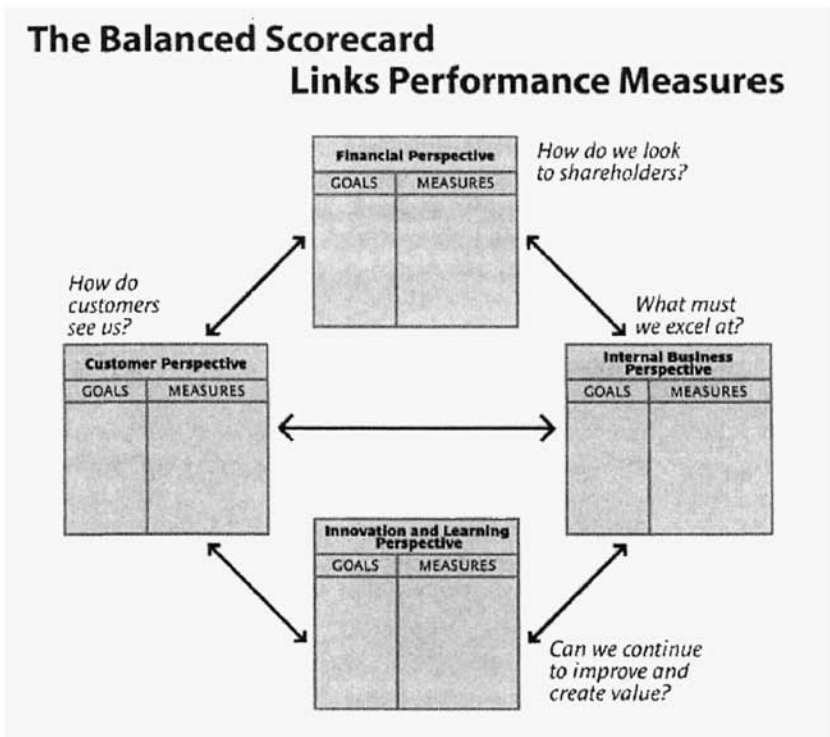 The Balanced Scorecard
Links Performance Measures
Financial Perspective
GOALS MEASURES
How do we look
to shareholders?
How do
customers
see us?
Customer Perspective
GOALS MEASURES
What must
we excel at?
Internal Business
Perspective
GOALS MEASURES
Innovation and Learning
Perspective
GOALS MEASURES
Can we continue
to improve and
create value?